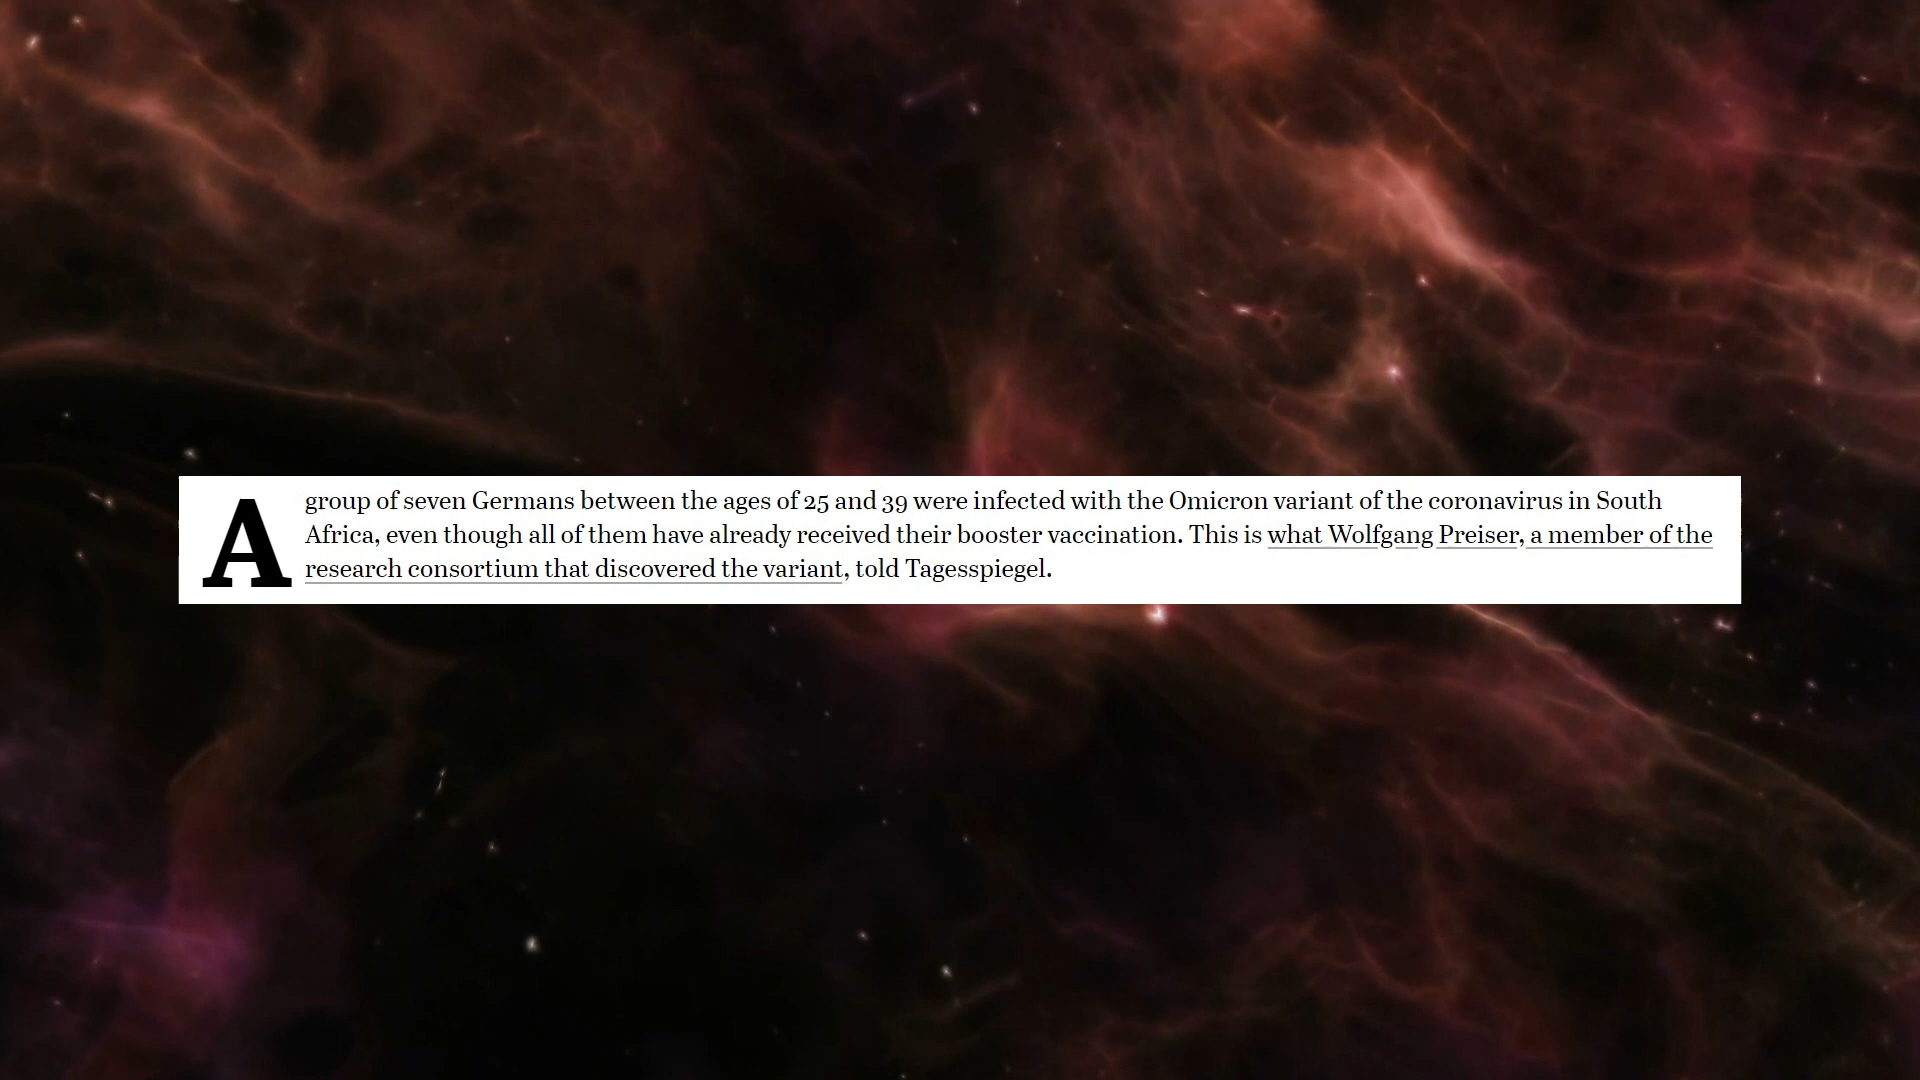 A group of seven Germans between the ages of 25 and 39 were infected with the Omicron variant of the coronavirus in South
Africa, even though all of them have already received their booster vaccination. This is what Wolfgang Preiser, a member of the
research consortium that discovered the variant, told Tagesspiegel.